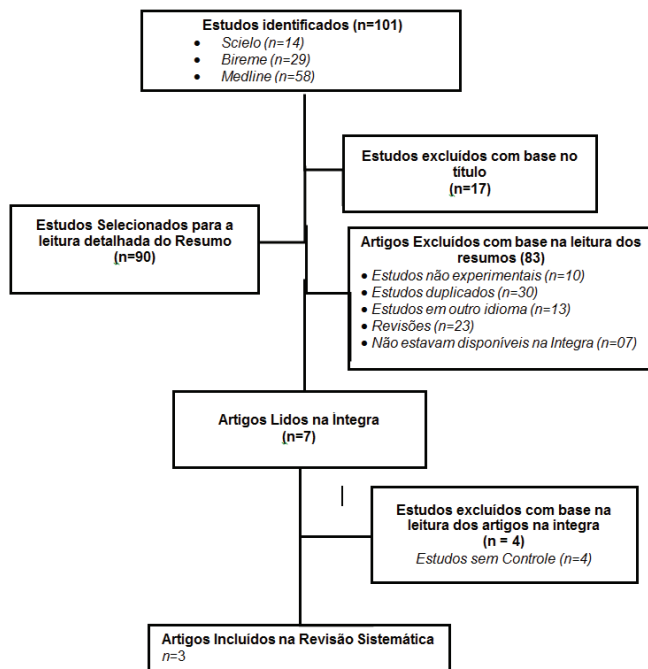 Estudos identificados (n=101)
• Scielo (n=14)
• Bireme (n=29)
• Medline (n=58)
Estudos excluídos com base no
título
(n=17)
Estudos Selecionados para a
leitura detalhada do Resumo
(n=90)
Artigos Excluídos com base na leitura dos
resumos (83)
• Estudos não experimentais (n=10)
• Estudos duplicados (n=30)
• Estudos em outro idioma (n=13)
• Revisões (n=23)
• Não estavam disponíveis na Integra (n=07)
Artigos Lidos na Íntegra
(n=7)
Estudos excluídos com base na
leitura dos artigos na integra
(n = 4)
Estudos sem Controle (n=4)
Artigos Incluídos na Revisão Sistemática
n=3